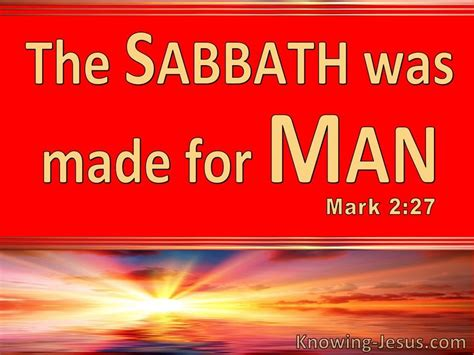 The SABBATH was
made for MAN
Mark 2:27
Knowing-Jesus.com